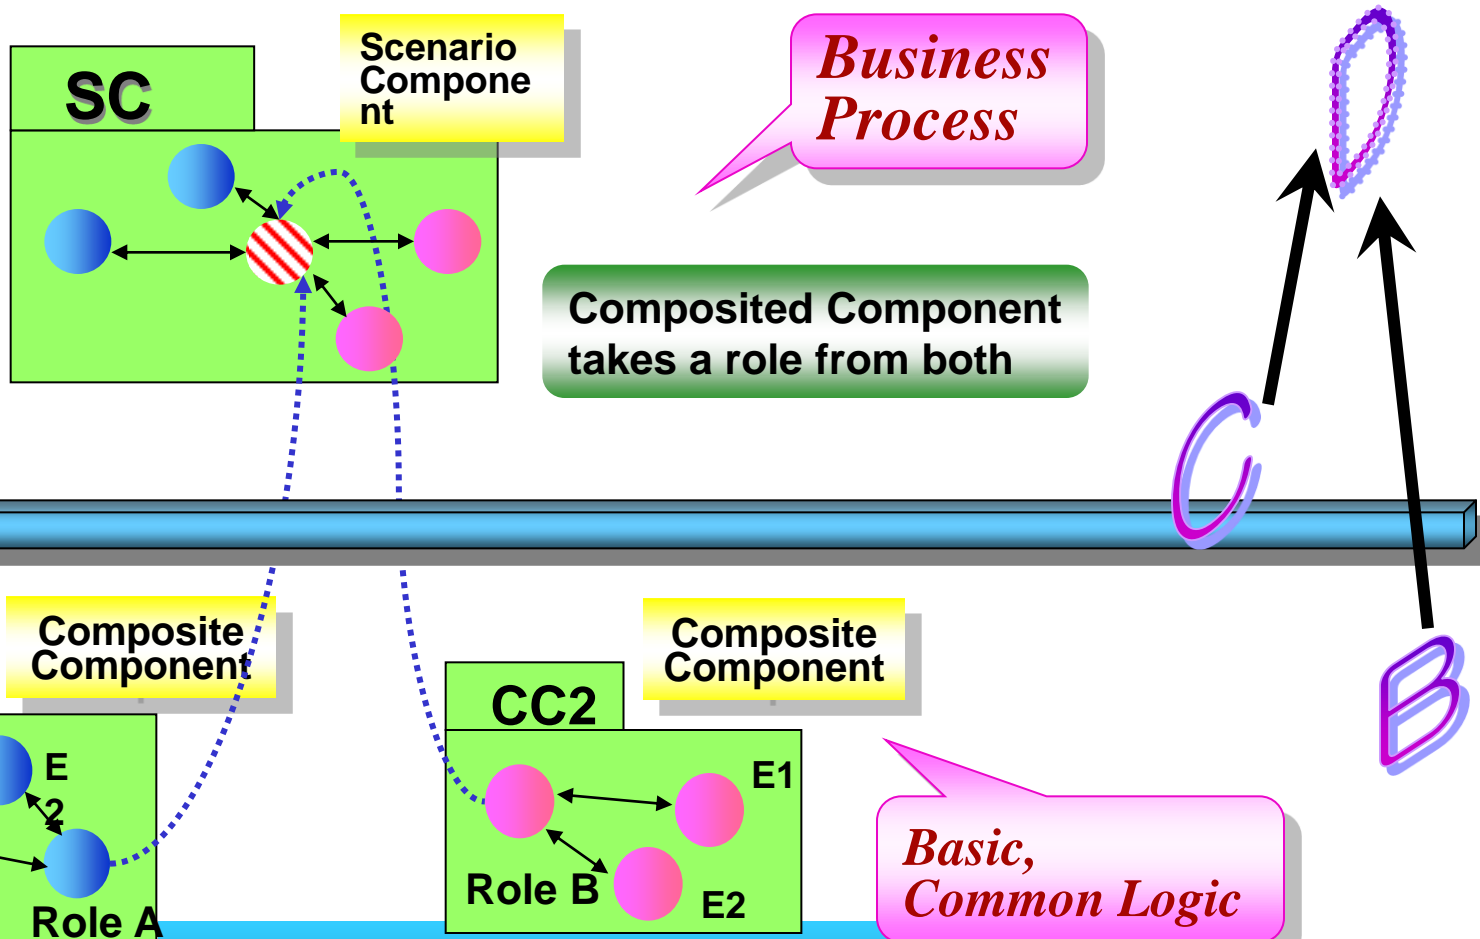 SC
Scenario
Compone
nt
Business
Process
Composited Component
takes a role from both
D
C
B
Composite
Component
E
2
Role A
Composite
Component
CC2
E1
Role B
E2
Basic,
Common Logic